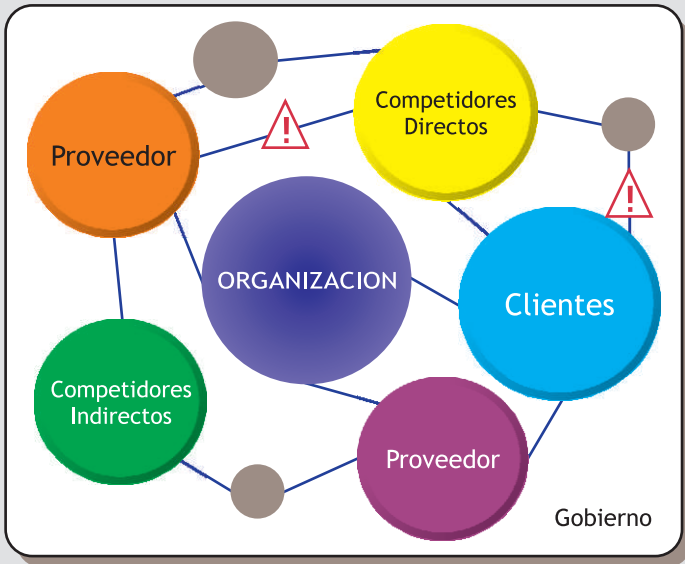 Competidores
Directos
!
Proveedor
!
ORGANIZACION
Clientes
Competidores
Indirectos
Proveedor
Gobierno